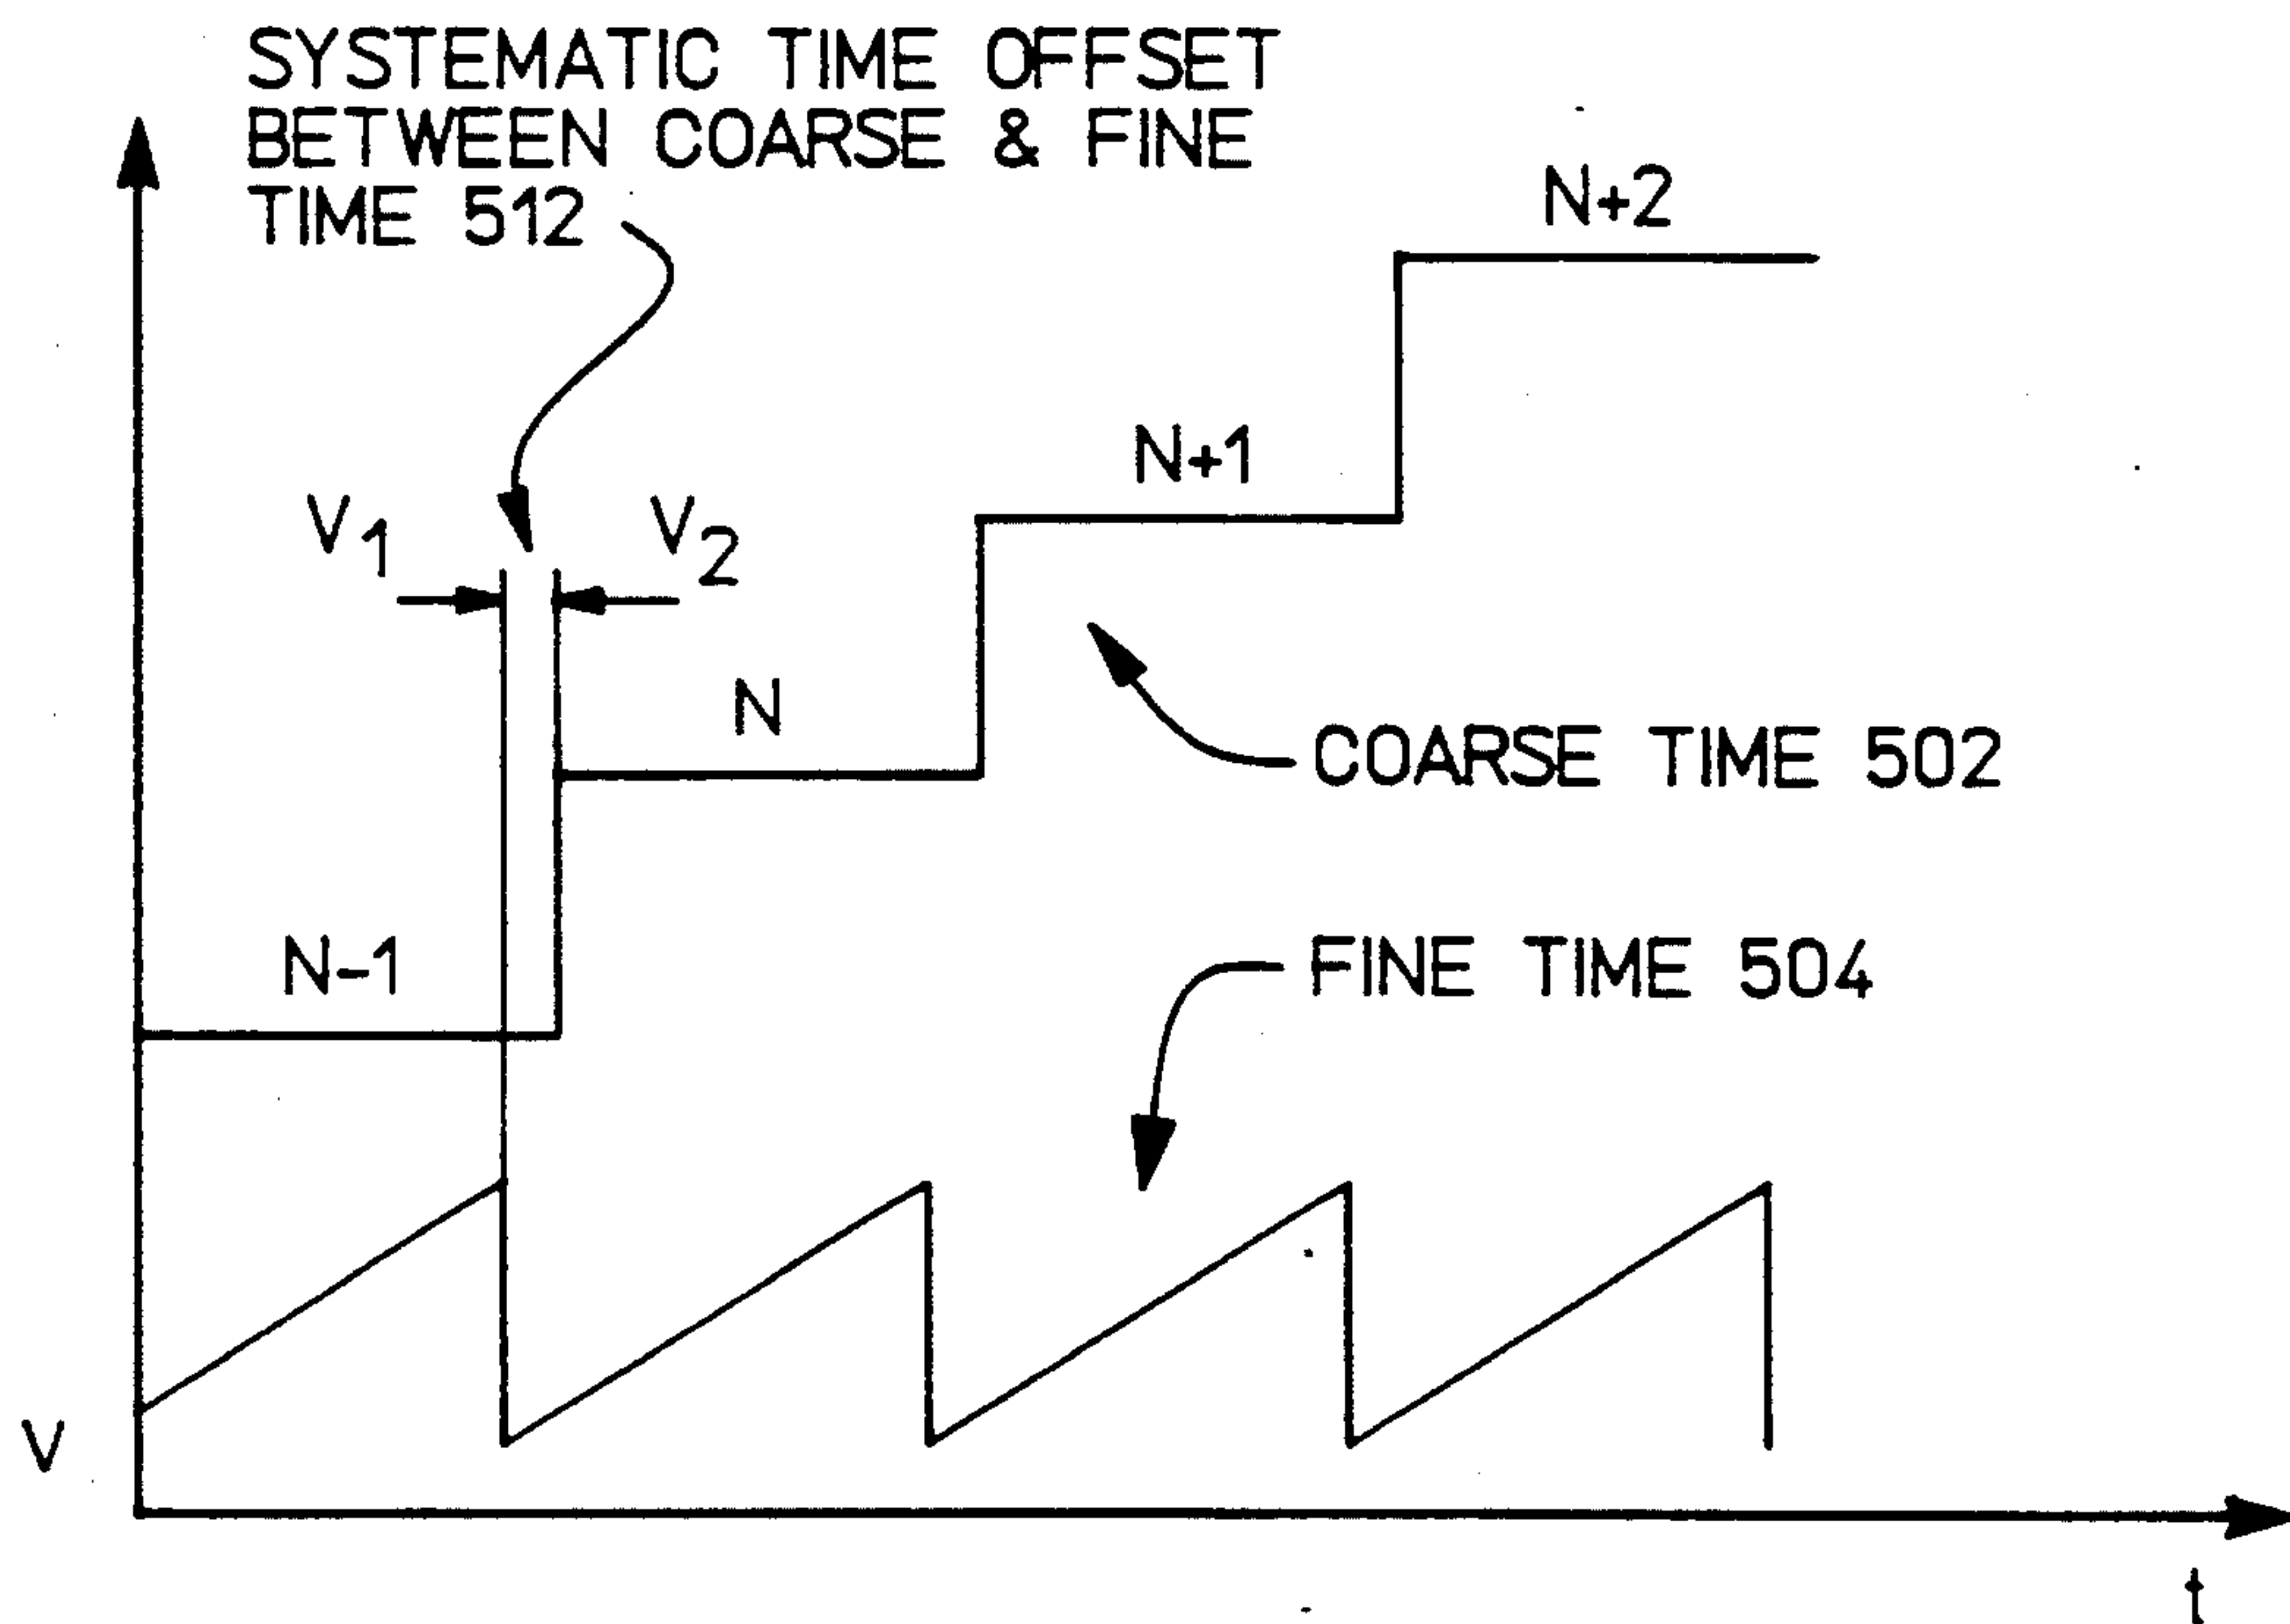 SYSTEMATIC TIME OFFSET
BETWEEN COARSE & FINE
TIME 512
N+2
N+1
V1
V2
N
COARSE TIME 502
N-1
FINE TIME 504
V
t